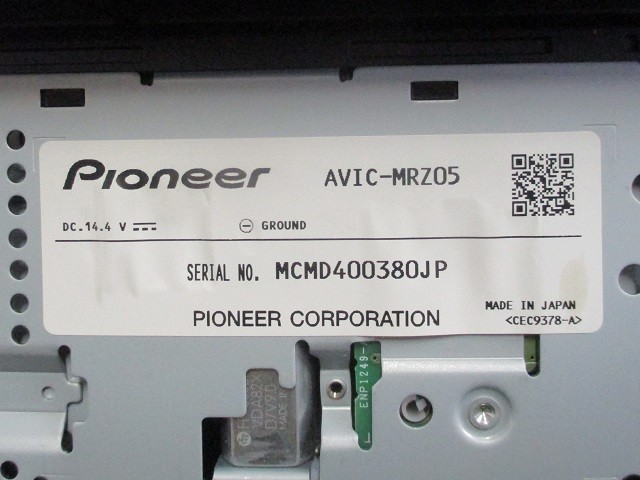 Pioneer AVIC-MRZ05
DC.14.4 V ⎓ ⊖ GROUND
SERIAL NO. MCMD400380JP
MADE IN JAPAN
PIONEER CORPORATION <CEC9378-A>
ENP1249-